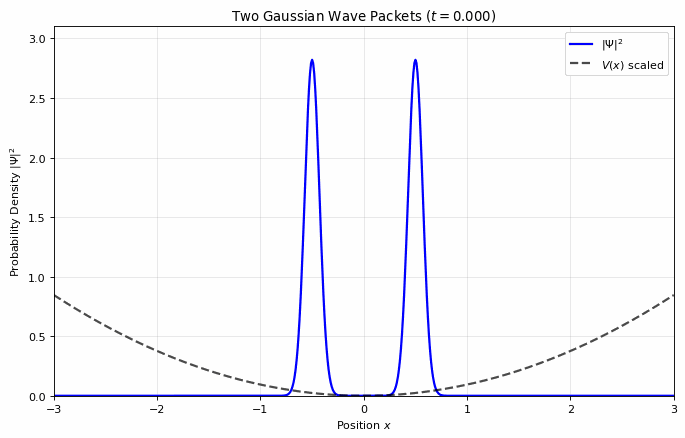 Two Gaussian Wave Packets (t = 0.000)
|Ψ|²
V(x) scaled
Probability Density |Ψ|²
3.0
2.5
2.0
1.5
1.0
0.5
0.0
−3
−2
−1
0
1
2
3
Position x